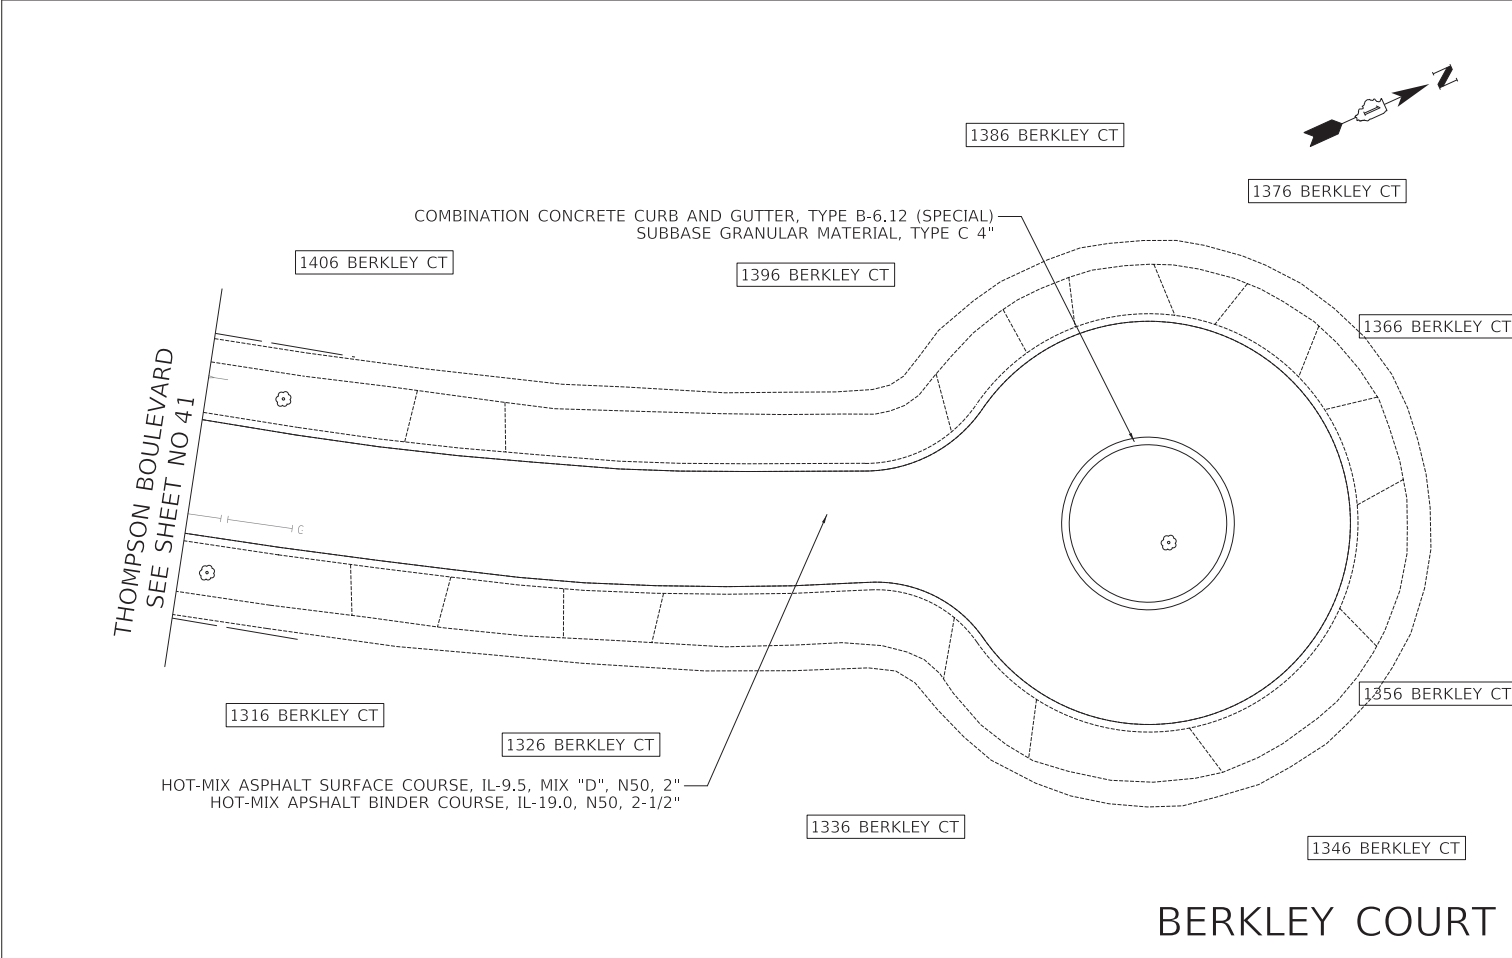 N
1386 BERKLEY CT
1376 BERKLEY CT
COMBINATION CONCRETE CURB AND GUTTER, TYPE B-6.12 (SPECIAL)
SUBBASE GRANULAR MATERIAL, TYPE C 4"
1406 BERKLEY CT
1396 BERKLEY CT
1366 BERKLEY CT
THOMPSON BOULEVARD
SEE SHEET NO 41
G
1356 BERKLEY CT
1316 BERKLEY CT
1326 BERKLEY CT
HOT-MIX ASPHALT SURFACE COURSE, IL-9.5, MIX "D", N50, 2"
HOT-MIX APSHALT BINDER COURSE, IL-19.0, N50, 2-1/2"
1336 BERKLEY CT
1346 BERKLEY CT
BERKLEY COURT